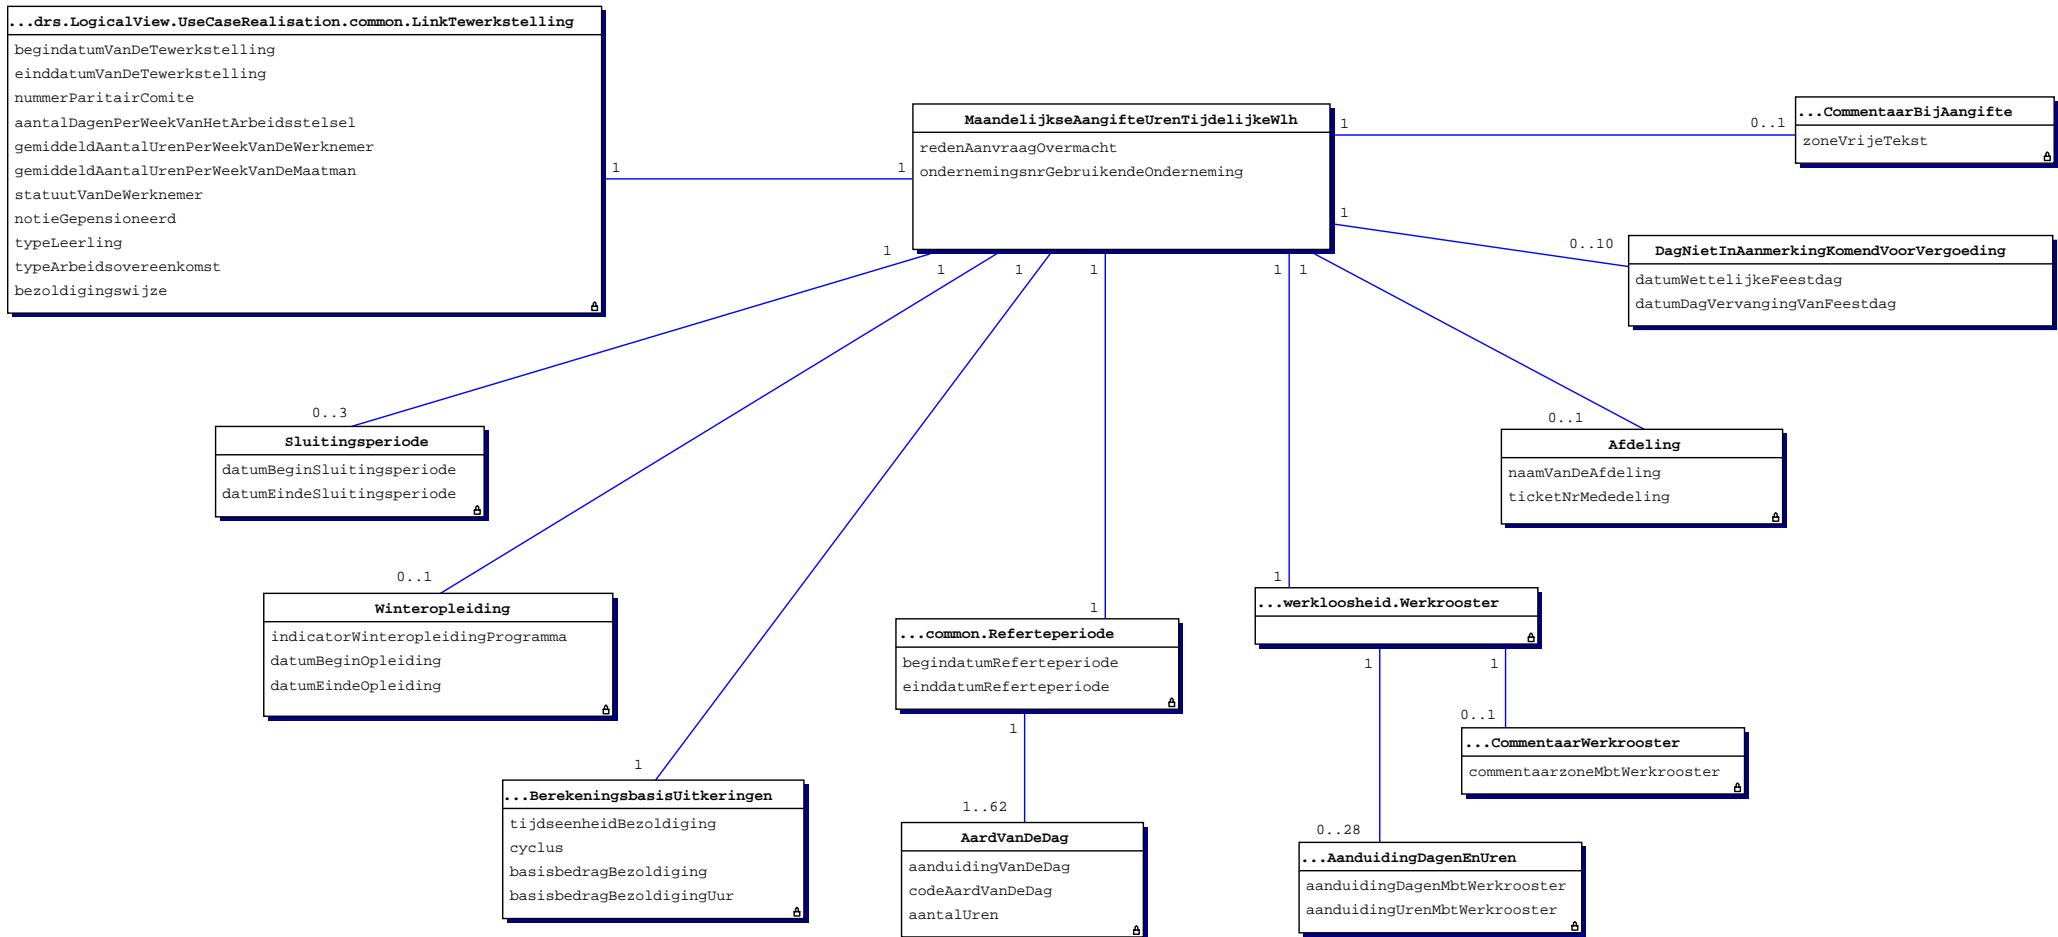 ...drs.LogicalView.UseCaseRealisation.common.LinkTewerkstelling
begindatumVanDeTewerkstelling
einddatumVanDeTewerkstelling
nummerParitairComite
aantalDagenPerWeekVanHetArbeidsstelsel
gemiddeldAantalUrenPerWeekVanDeWerknemer
gemiddeldAantalUrenPerWeekVanDeMaatman
statuutVanDeWerknemer
notieGepensioneerd
typeLeerling
typeArbeidsovereenkomst
bezoldigingswijze
1
1
MaandelijkseAangifteUrenTijdelijkeWlh
redenAanvraagOvermacht
ondernemingsnrGebruikendeOnderneming
1
0..1
...CommentaarBijAangifte
zoneVrijeTekst
1
0..10
DagNietInAanmerkingKomendVoorVergoeding
datumWettelijkeFeestdag
datumDagVervangingVanFeestdag
1
1
1
1
1
1
0..3
Sluitingsperiode
datumBeginSluitingsperiode
datumEindeSluitingsperiode
0..1
Afdeling
naamVanDeAfdeling
ticketNrMededeling
0..1
Winteropleiding
indicatorWinteropleidingProgramma
datumBeginOpleiding
datumEindeOpleiding
1
...common.Referteperiode
begindatumReferteperiode
einddatumReferteperiode
1
...werkloosheid.Werkrooster
1
1
0..1
...CommentaarWerkrooster
commentaarzoneMbtWerkrooster
1
...BerekeningsbasisUitkeringen
tijdseenheidBezoldiging
cyclus
basisbedragBezoldiging
basisbedragBezoldigingUur
1
1..62
AardVanDeDag
aanduidingVanDeDag
codeAardVanDeDag
aantalUren
0..28
...AanduidingDagenEnUren
aanduidingDagenMbtWerkrooster
aanduidingUrenMbtWerkrooster